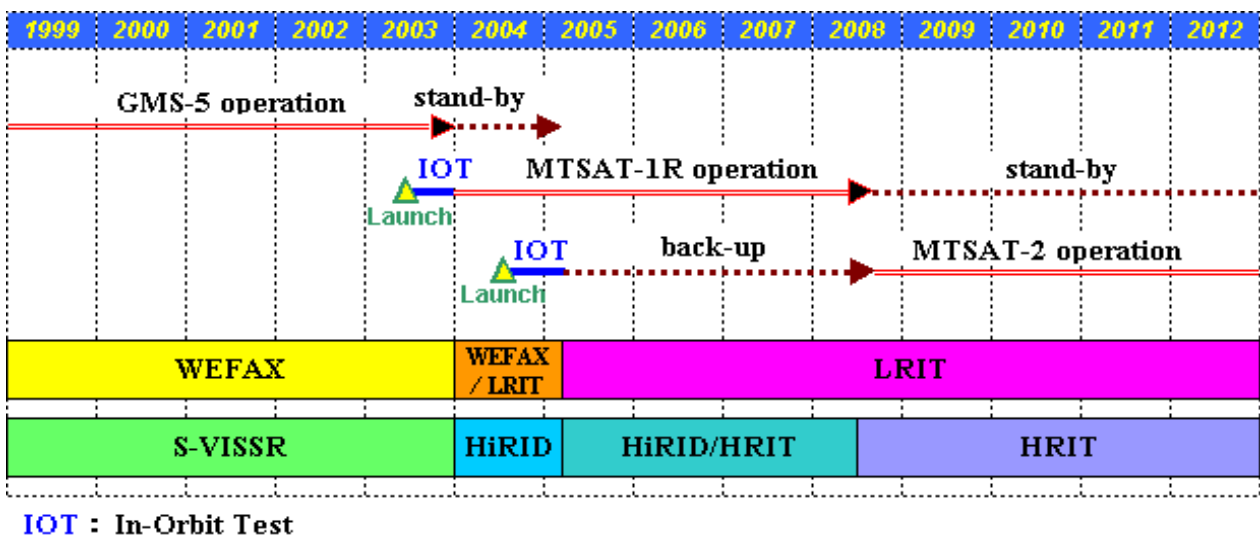 1999 2000 2001 2002 2003 2004 2005 2006 2007 2008 2009 2010 2011 2012
GMS-5 operation stand-by
IOT MTSAT-1R operation stand-by
Launch
IOT back-up MTSAT-2 operation
Launch
WEFAX WEFAX / LRIT LRIT
S-VISSR HiRID HiRID/HRIT HRIT
IOT : In-Orbit Test